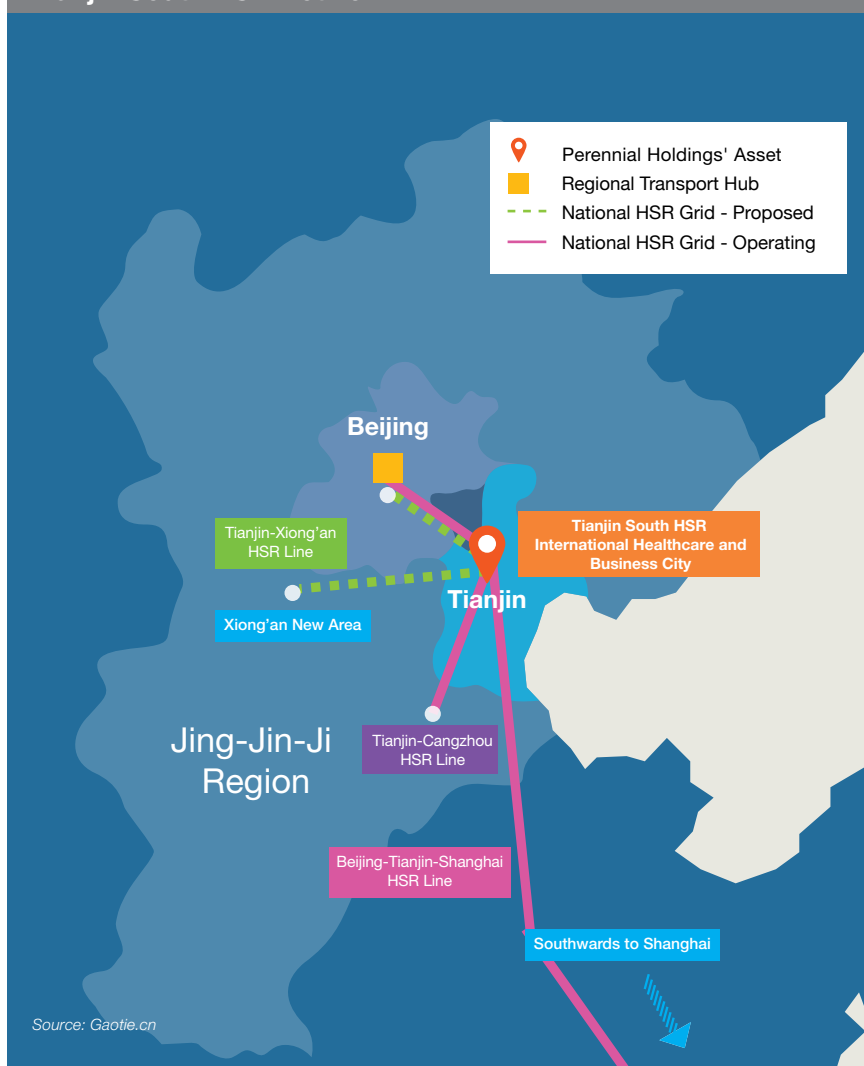 Perennial Holdings' Asset
Regional Transport Hub
National HSR Grid - Proposed
National HSR Grid - Operating
Beijing
Tianjin-Xiong'an
HSR Line
Tianjin South HSR
International Healthcare and
Business City
Tianjin
Xiong'an New Area
Jing-Jin-Ji
Region
Tianjin-Cangzhou
HSR Line
Beijing-Tianjin-Shanghai
HSR Line
Southwards to Shanghai
Source: Gaotie.cn